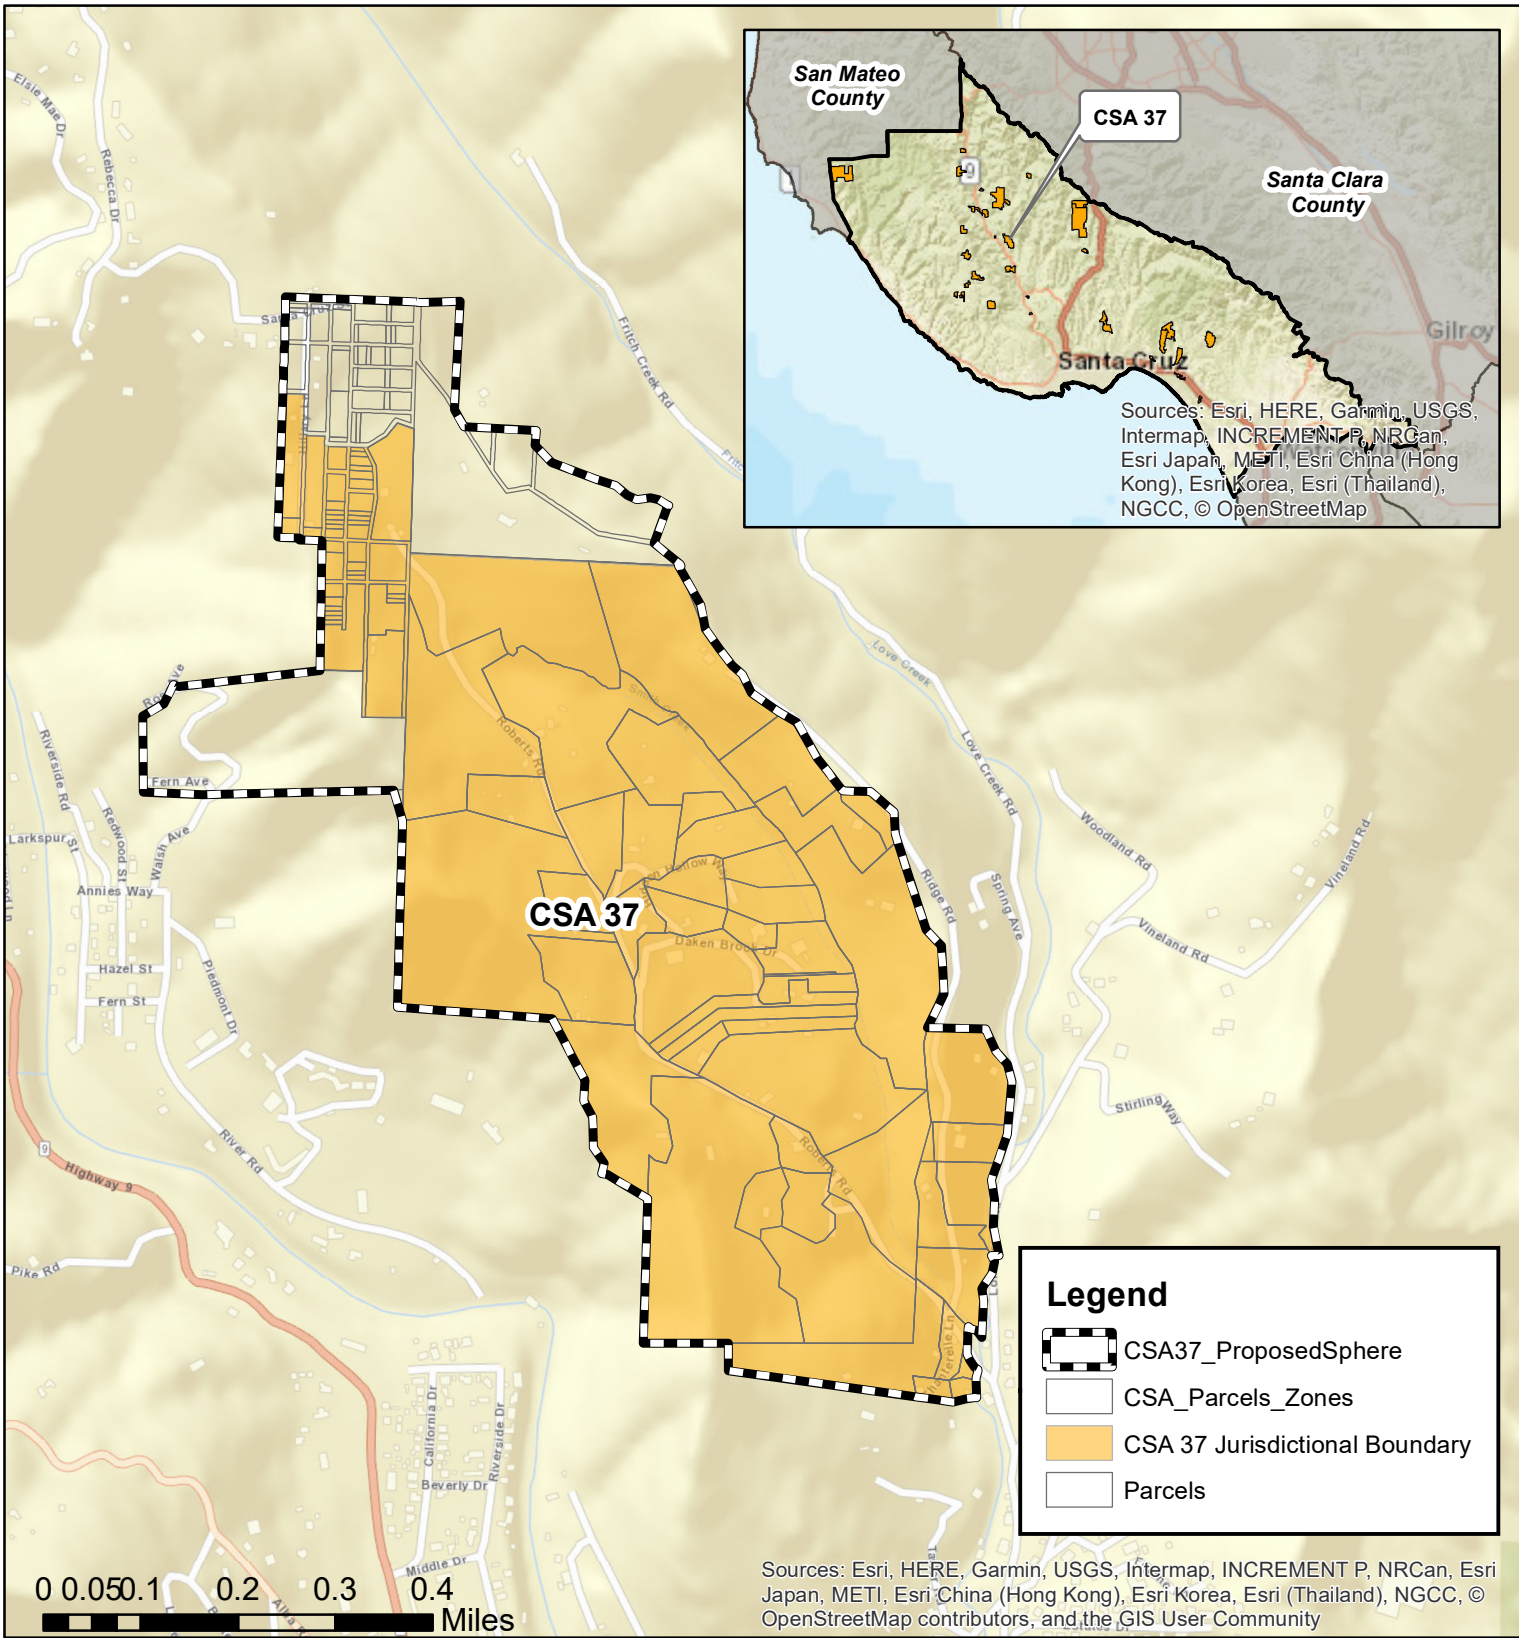 Elsie Mae Dr
Rebecca Dr
Fritch Creek Rd
San Mateo
County
CSA 37
Santa Clara
County
9
Gilroy
Santa Cruz
Sources: Esri, HERE, Garmin, USGS,
Intermap, INCREMENT P, NRCan,
Esri Japan, METI, Esri China (Hong
Kong), Esri Korea, Esri (Thailand),
NGCC, © OpenStreetMap
Love Creek
Love Creek Rd
Riverside Rd
Fern Ave
Roberts Rd
Redwood St
Walsh Ave
Larkspur St
Annies Way
Woodland Rd
Vineland Rd
Vineland Rd
Ridge Rd
Spring Ave
CSA 37
Daken Brook Dr
Hazel St
Fern St
Piedmont Dr
Stirling Way
River Rd
Roberts Rd
9
Highway 9
Pike Rd
California Dr
Riverside Dr
Beverly Dr
Middle Dr
Legend
CSA37_ProposedSphere
CSA_Parcels_Zones
CSA 37 Jurisdictional Boundary
Parcels
0 0.05 0.1 0.2 0.3 0.4
Miles
Sources: Esri, HERE, Garmin, USGS, Intermap, INCREMENT P, NRCan, Esri
Japan, METI, Esri China (Hong Kong), Esri Korea, Esri (Thailand), NGCC, ©
OpenStreetMap contributors, and the GIS User Community